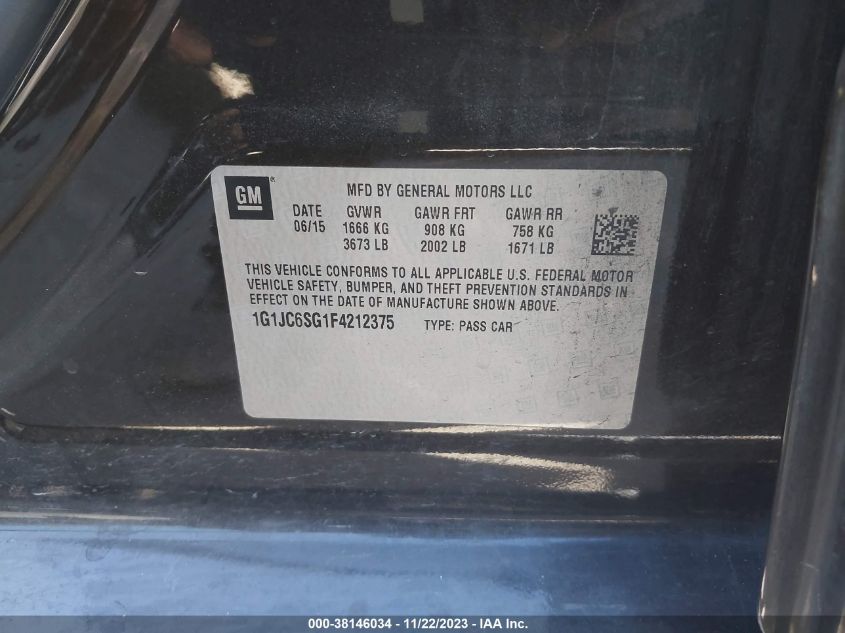 GM ®
MFD BY GENERAL MOTORS LLC
DATE GVWR GAWR FRT GAWR RR
06/15 1666 KG 908 KG 758 KG
3673 LB 2002 LB 1671 LB
THIS VEHICLE CONFORMS TO ALL APPLICABLE U.S. FEDERAL MOTOR
VEHICLE SAFETY, BUMPER, AND THEFT PREVENTION STANDARDS IN
EFFECT ON THE DATE OF MANUFACTURE SHOWN ABOVE.
1G1JC6SG1F4212375 TYPE: PASS CAR
000-38146034 - 11/22/2023 - IAA Inc.